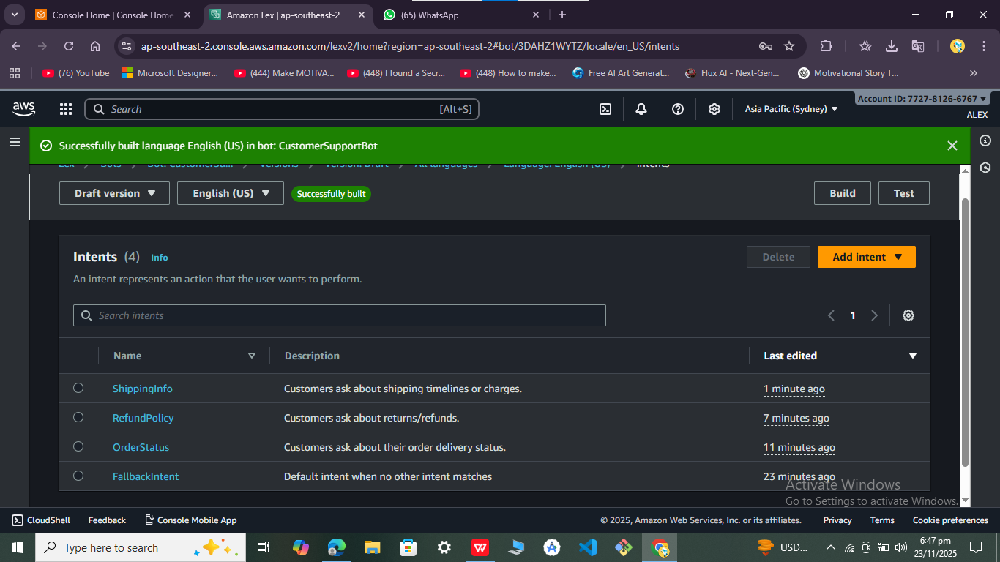 Console Home | Console Home
Amazon Lex | ap-southeast-2
(65) WhatsApp
ap-southeast-2.console.aws.amazon.com/lexv2/home?region=ap-southeast-2#bot/3DAHZ1WYTZ/locale/en_US/intents
(76) YouTube
Microsoft Designer...
(444) Make MOTIVA...
(448) I found a Secr...
(448) How to make...
Free AI Art Generat...
Flux AI - Next-Gen...
Motivational Story T...
aws
Search
[Alt+S]
Asia Pacific (Sydney)
Account ID: 7727-8126-6767
ALEX
Successfully built language English (US) in bot: CustomerSupportBot
Lex
Bots
Bot: CustomerSu...
Versions
Version: Draft
All languages
Language: English (US)
Intents
Draft version
English (US)
Successfully built
Build
Test
Intents (4) Info
Delete
Add intent
An intent represents an action that the user wants to perform.
Search intents
1
Name
Description
Last edited
ShippingInfo
Customers ask about shipping timelines or charges.
1 minute ago
RefundPolicy
Customers ask about returns/refunds.
7 minutes ago
OrderStatus
Customers ask about their order delivery status.
11 minutes ago
FallbackIntent
Default intent when no other intent matches
23 minutes ago
Activate Windows
Go to Settings to activate Windows.
CloudShell
Feedback
Console Mobile App
© 2025, Amazon Web Services, Inc. or its affiliates.
Privacy
Terms
Cookie preferences
Type here to search
USD...
6:47 pm
23/11/2025